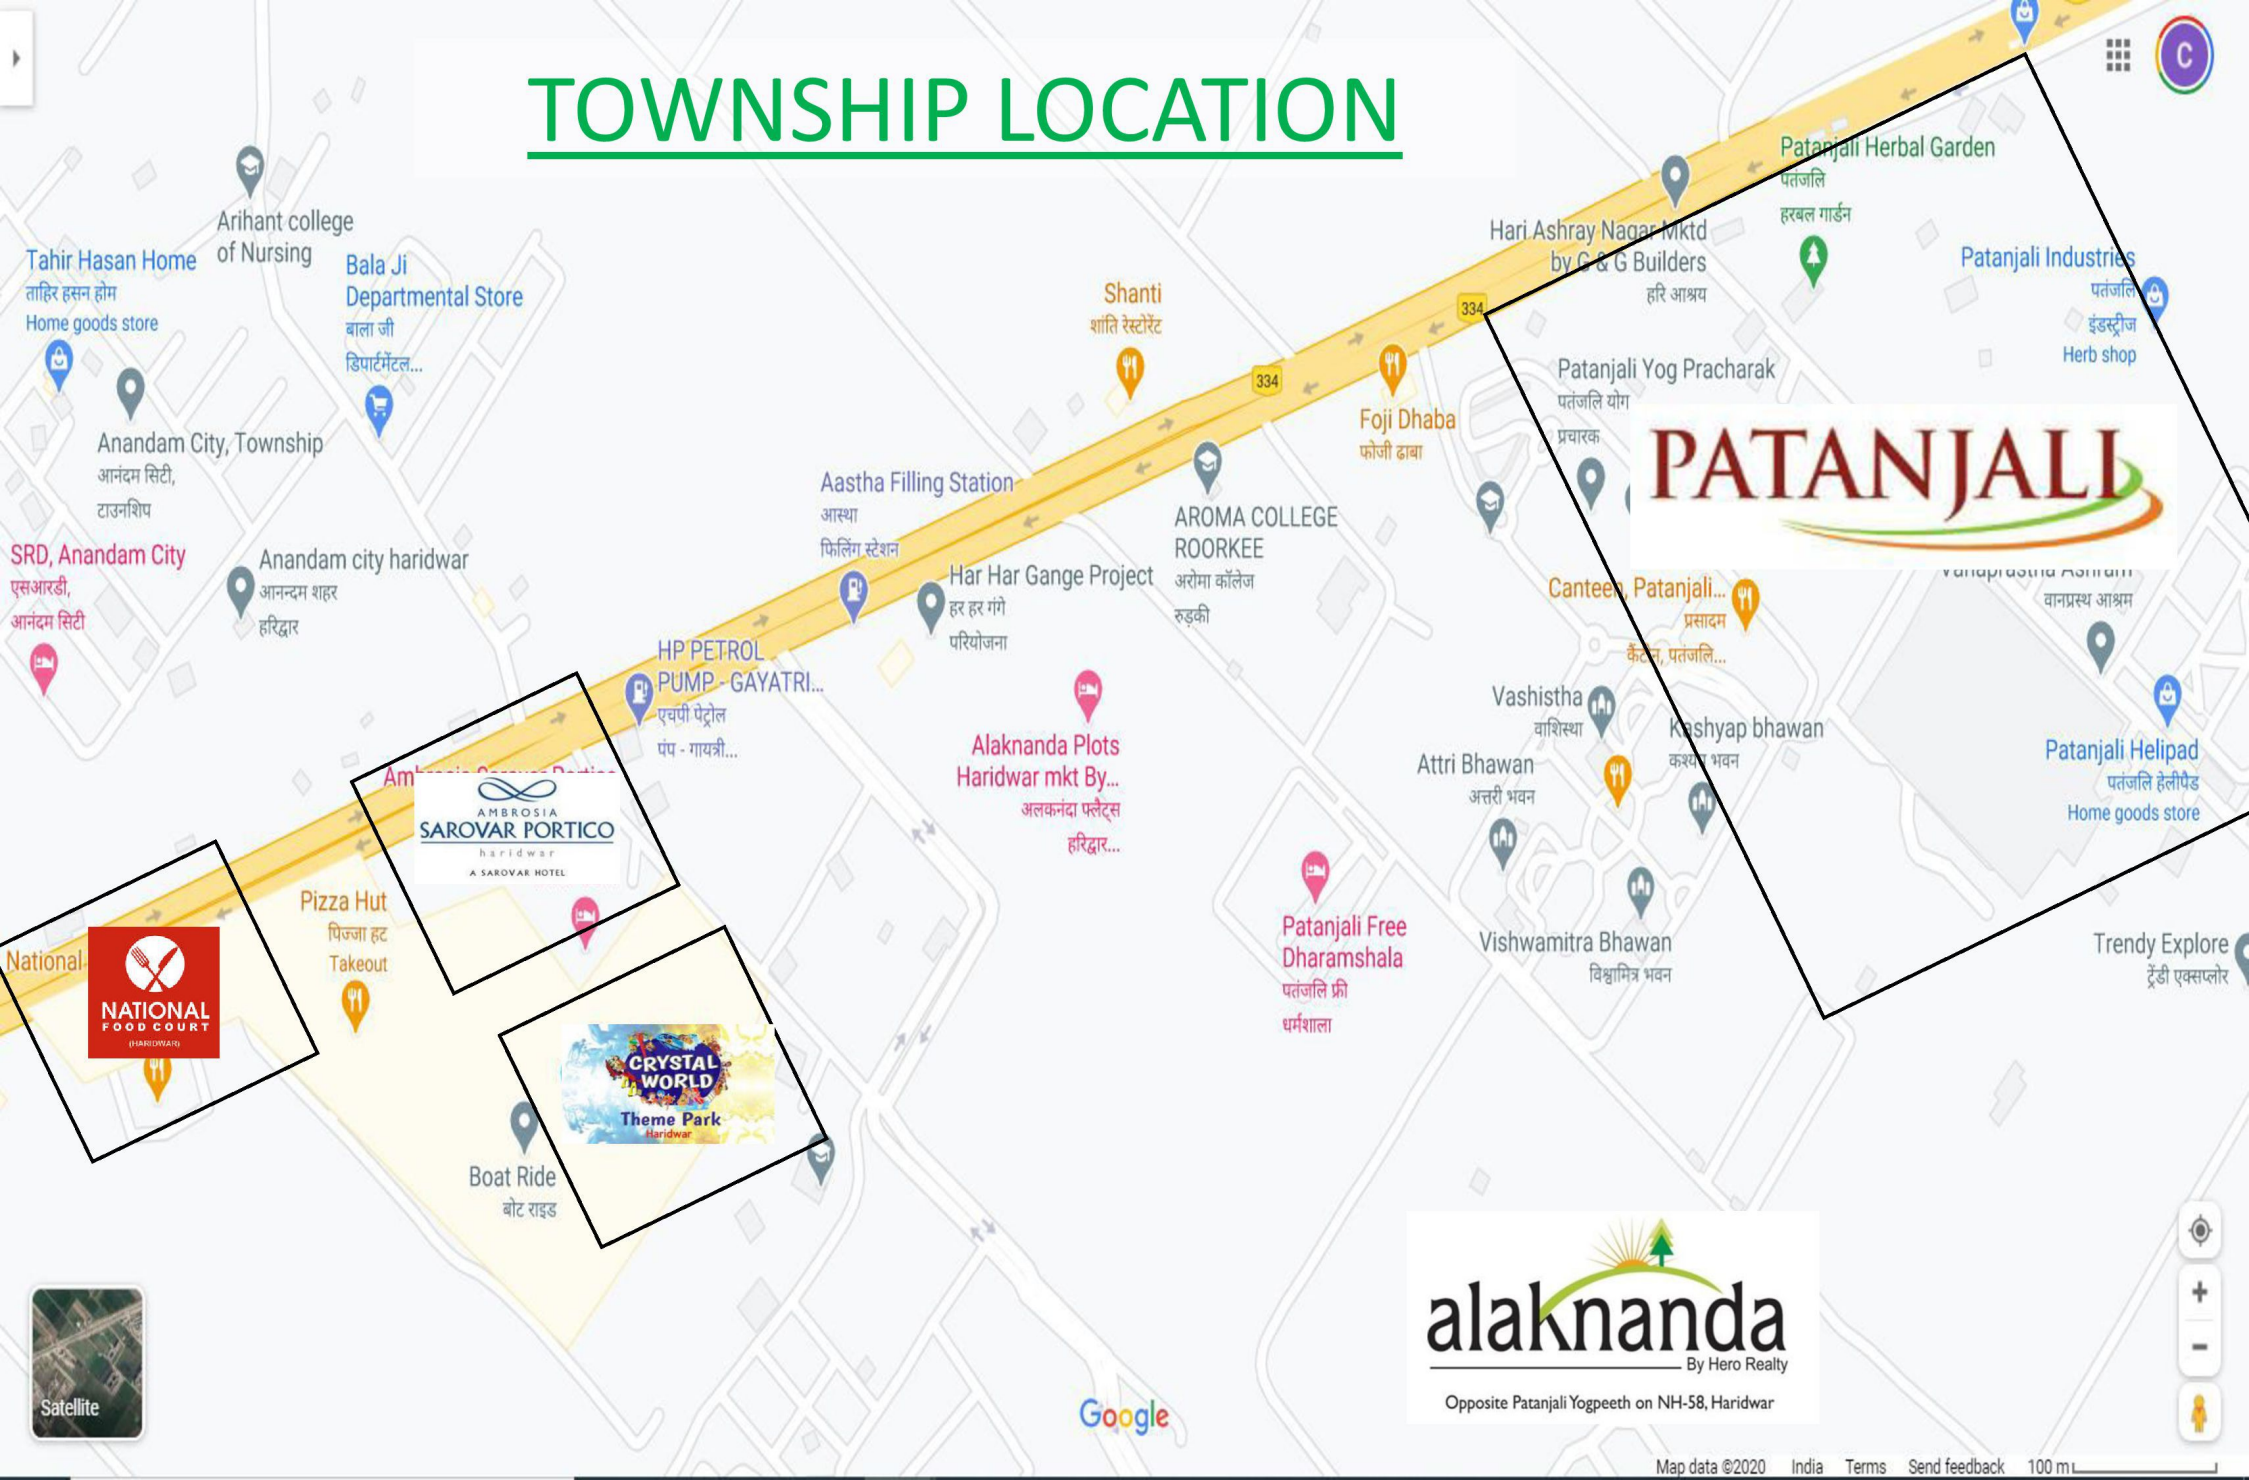 TOWNSHIP LOCATION
C
Arihant college
of Nursing
Tahir Hasan Home
ताहिर हसन होम
Home goods store
Bala Ji
Departmental Store
बाला जी
डिपार्टमेंटल...
Anandam City, Township
आनंदम सिटी,
टाउनशिप
SRD, Anandam City
एसआरडी,
आनंदम सिटी
Anandam city haridwar
आनन्दम शहर
हरिद्वार
Shanti
शांति रेस्टोरेंट
334
334
Foji Dhaba
फोजी ढाबा
Hari Ashray Nagar Mktd
by G & G Builders
हरि आश्रय
Patanjali Herbal Garden
पतंजलि
हरबल गार्डन
Patanjali Industries
पतंजलि
इंडस्ट्रीज
Herb shop
Patanjali Yog Pracharak
पतंजलि योग
प्रचारक
PATANJALI
Vanaprastha Ashram
वानप्रस्थ आश्रम
Aastha Filling Station
आस्था
फिलिंग स्टेशन
AROMA COLLEGE
ROORKEE
अरोमा कॉलेज
रुड़की
Har Har Gange Project
हर हर गंगे
परियोजना
HP PETROL
PUMP - GAYATRI...
एचपी पेट्रोल
पंप - गायत्री...
Canteen, Patanjali...
प्रसादम
कैंटीन, पतंजलि...
Vashistha
वाशिस्था
Kashyap bhawan
कश्यप भवन
Attri Bhawan
अत्तरी भवन
Patanjali Helipad
पतंजलि हेलीपैड
Home goods store
Alaknanda Plots
Haridwar mkt By...
अलकनंदा फ्लैट्स
हरिद्वार...
Ambrosia Sarovar Portico
AMBROSIA
SAROVAR PORTICO
haridwar
A SAROVAR HOTEL
Pizza Hut
पिज्जा हट
Takeout
National
NATIONAL
FOOD COURT
(HARIDWAR)
Patanjali Free
Dharamshala
पतंजलि फ्री
धर्मशाला
Vishwamitra Bhawan
विश्वामित्र भवन
Trendy Explore
ट्रेंडी एक्सप्लोर
CRYSTAL
WORLD
Theme Park
Haridwar
Boat Ride
बोट राइड
alaknanda
By Hero Realty
Opposite Patanjali Yogpeeth on NH-58, Haridwar
Satellite
Google
Map data ©2020 India Terms Send feedback 100 m